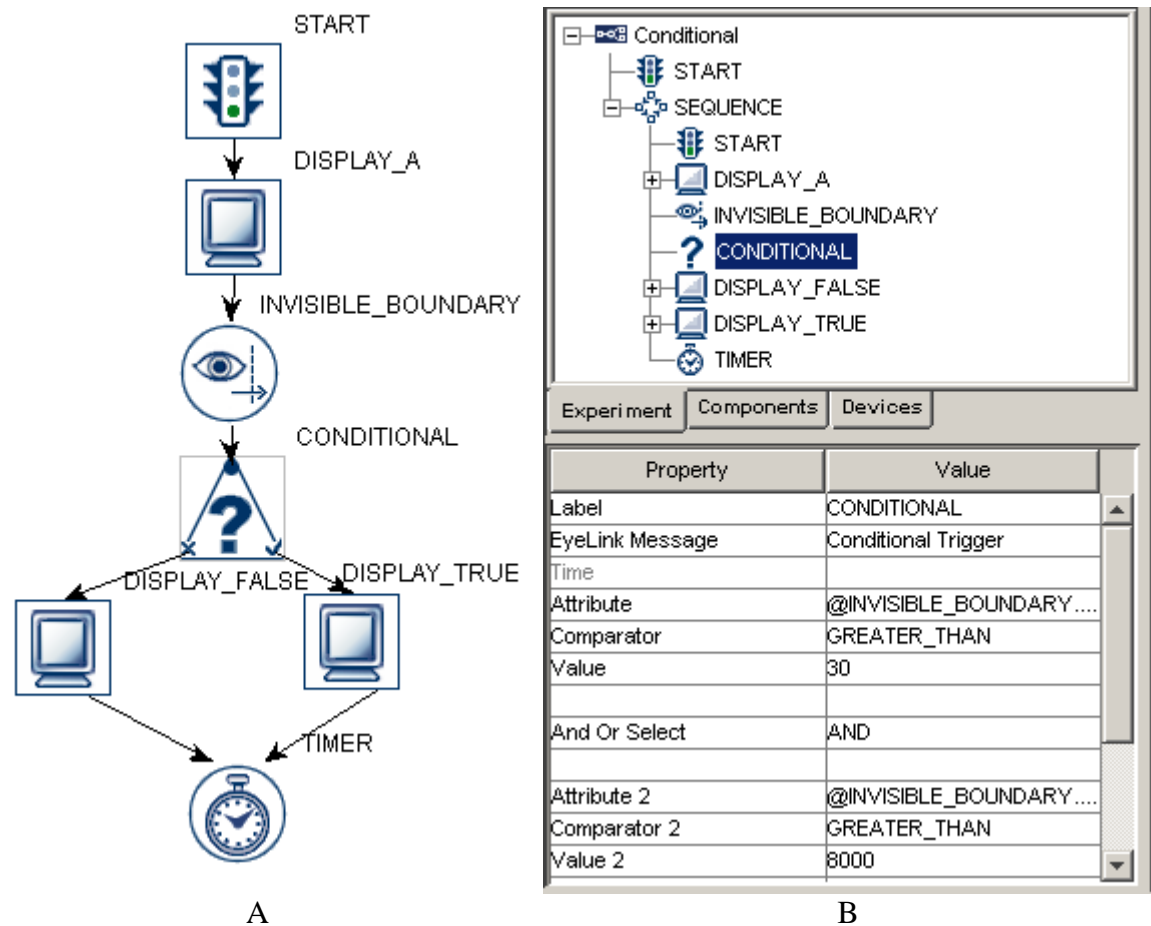 START
DISPLAY_A
INVISIBLE_BOUNDARY
CONDITIONAL
DISPLAY_FALSE
DISPLAY_TRUE
TIMER
A
Conditional
START
SEQUENCE
START
DISPLAY_A
INVISIBLE_BOUNDARY
? CONDITIONAL
DISPLAY_FALSE
DISPLAY_TRUE
TIMER
Experiment Components Devices
Property Value
Label CONDITIONAL
EyeLink Message Conditional Trigger
Time
Attribute @INVISIBLE_BOUNDARY....
Comparator GREATER_THAN
Value 30
And Or Select AND
Attribute 2 @INVISIBLE_BOUNDARY....
Comparator 2 GREATER_THAN
Value 2 8000
B